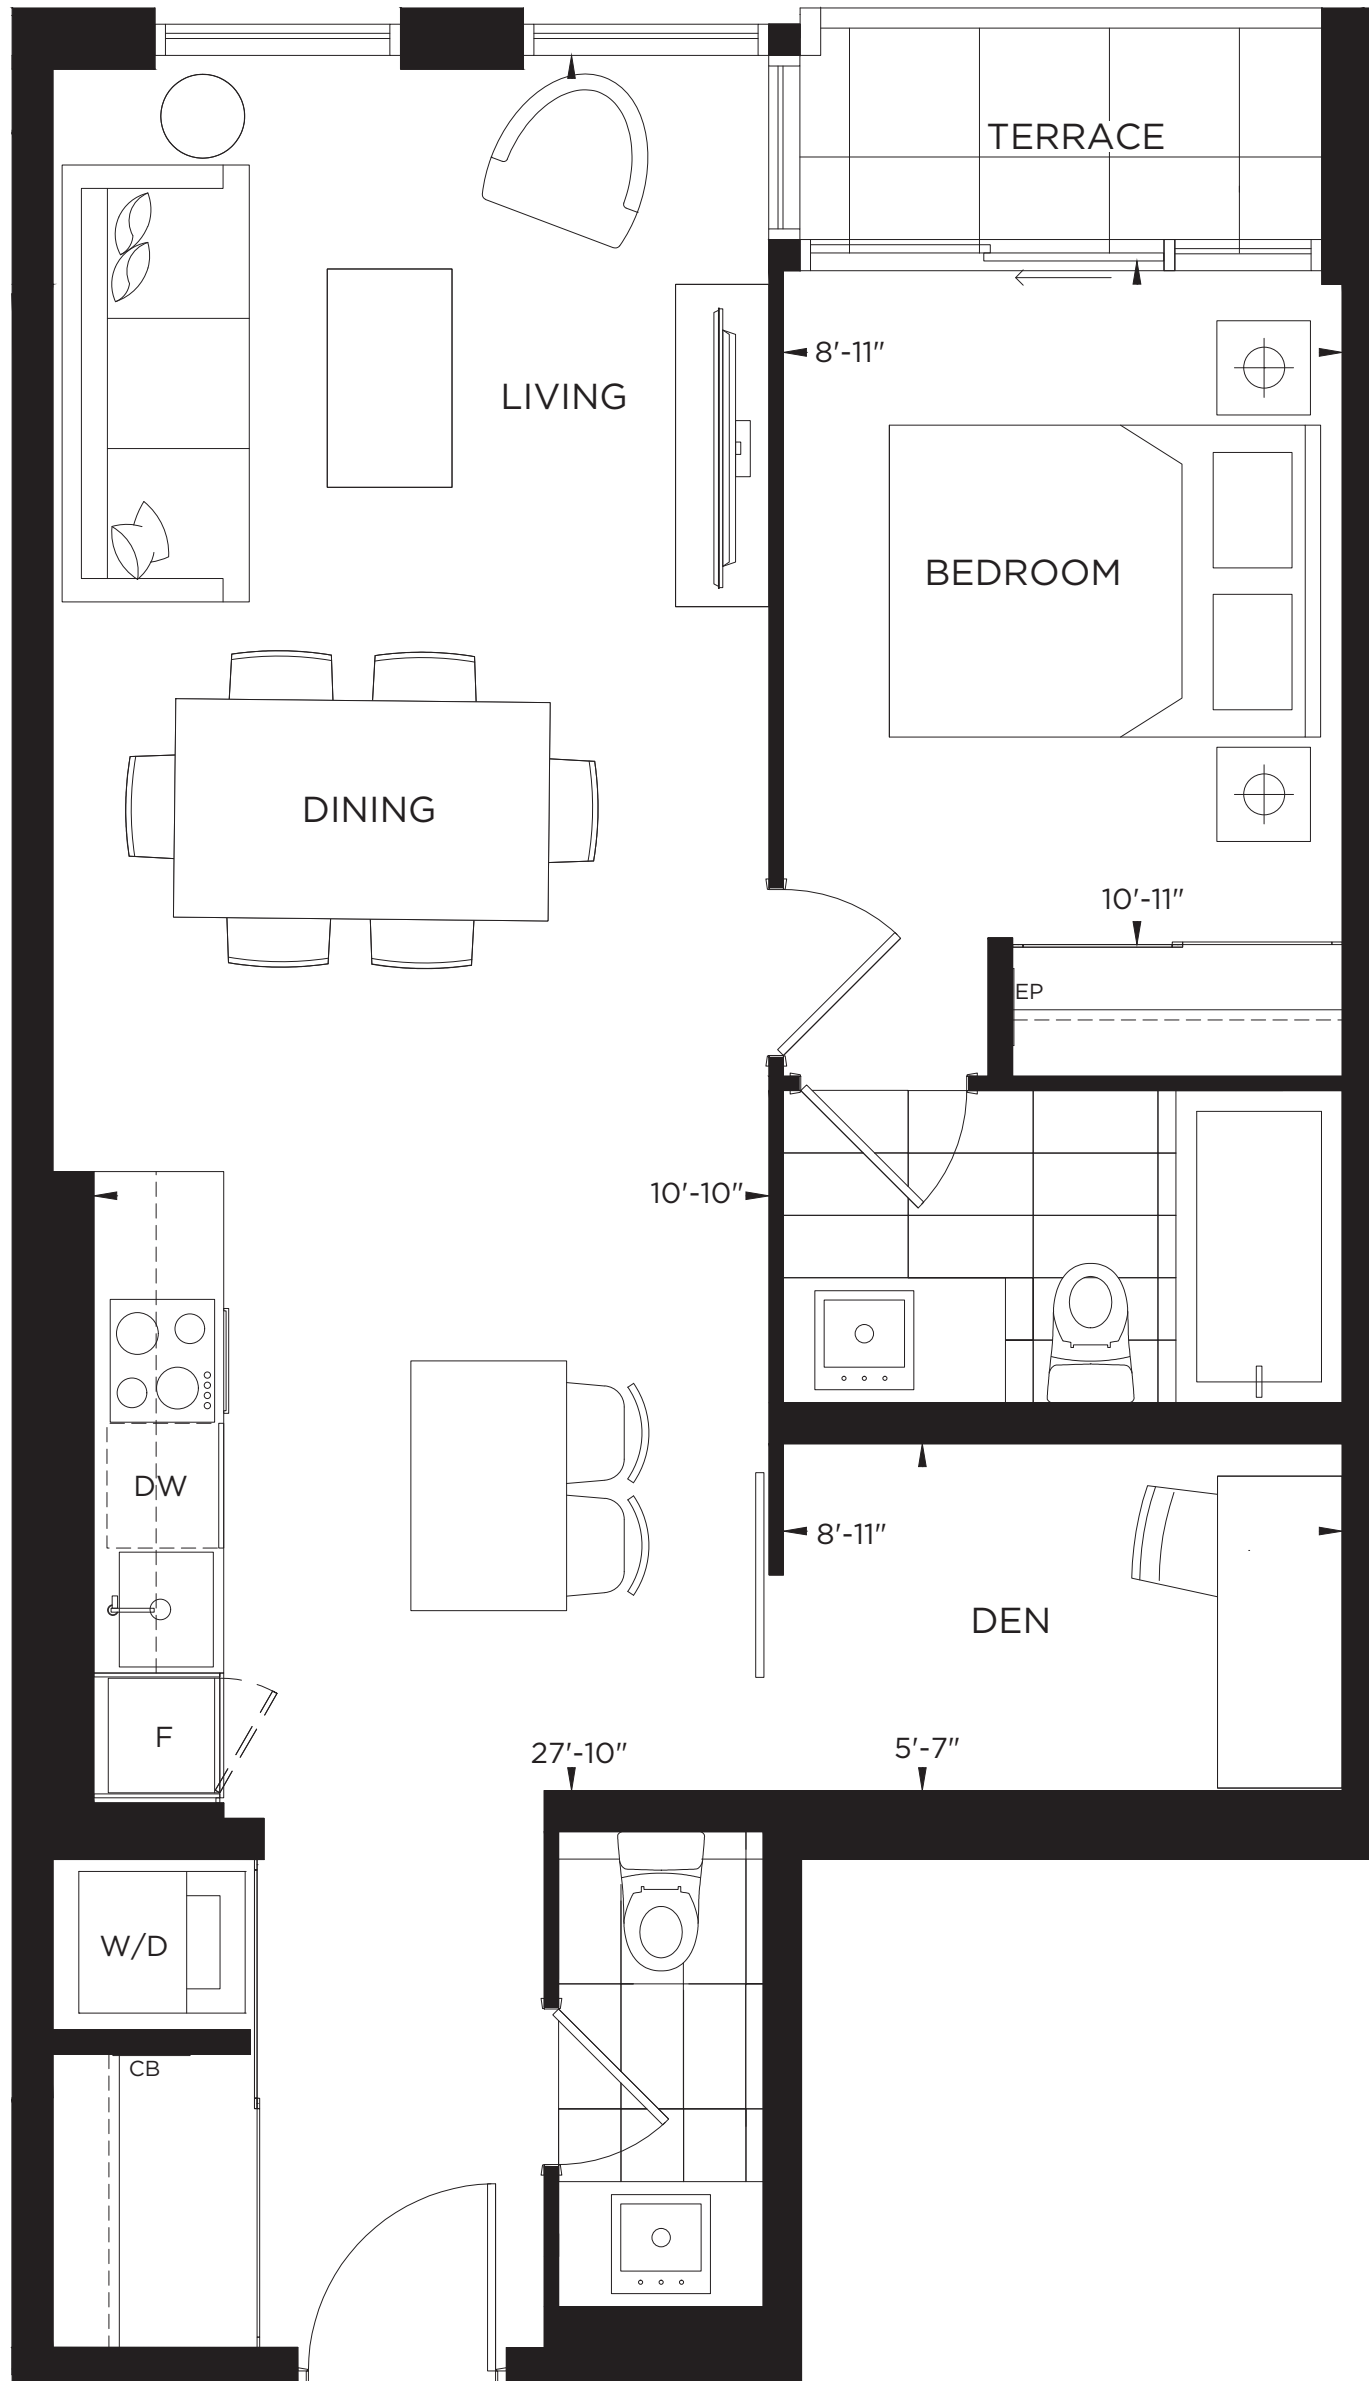 TERRACE
8'-11"
LIVING
BEDROOM
DINING
10'-11"
EP
10'-10"
DW
8'-11"
DEN
F
27'-10"
5'-7"
W/D
CB